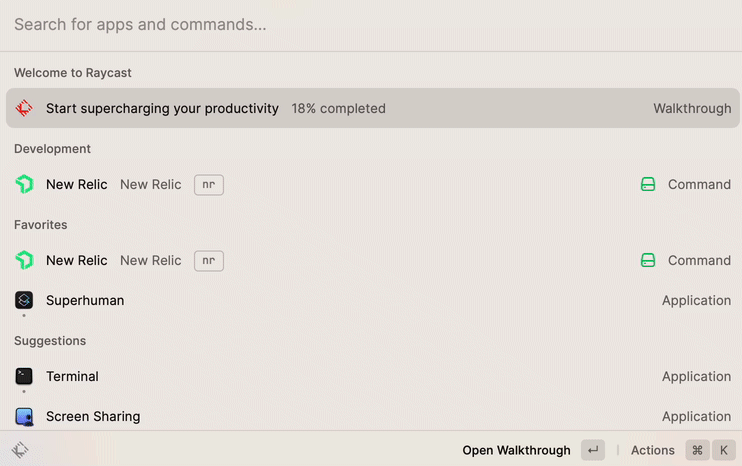 Search for apps and commands...
Welcome to Raycast
Start supercharging your productivity 18% completed Walkthrough
Development
New Relic New Relic nr Command
Favorites
New Relic New Relic nr Command
Superhuman Application
Suggestions
Terminal Application
Screen Sharing Application
Open Walkthrough ↵ | Actions ⌘ K